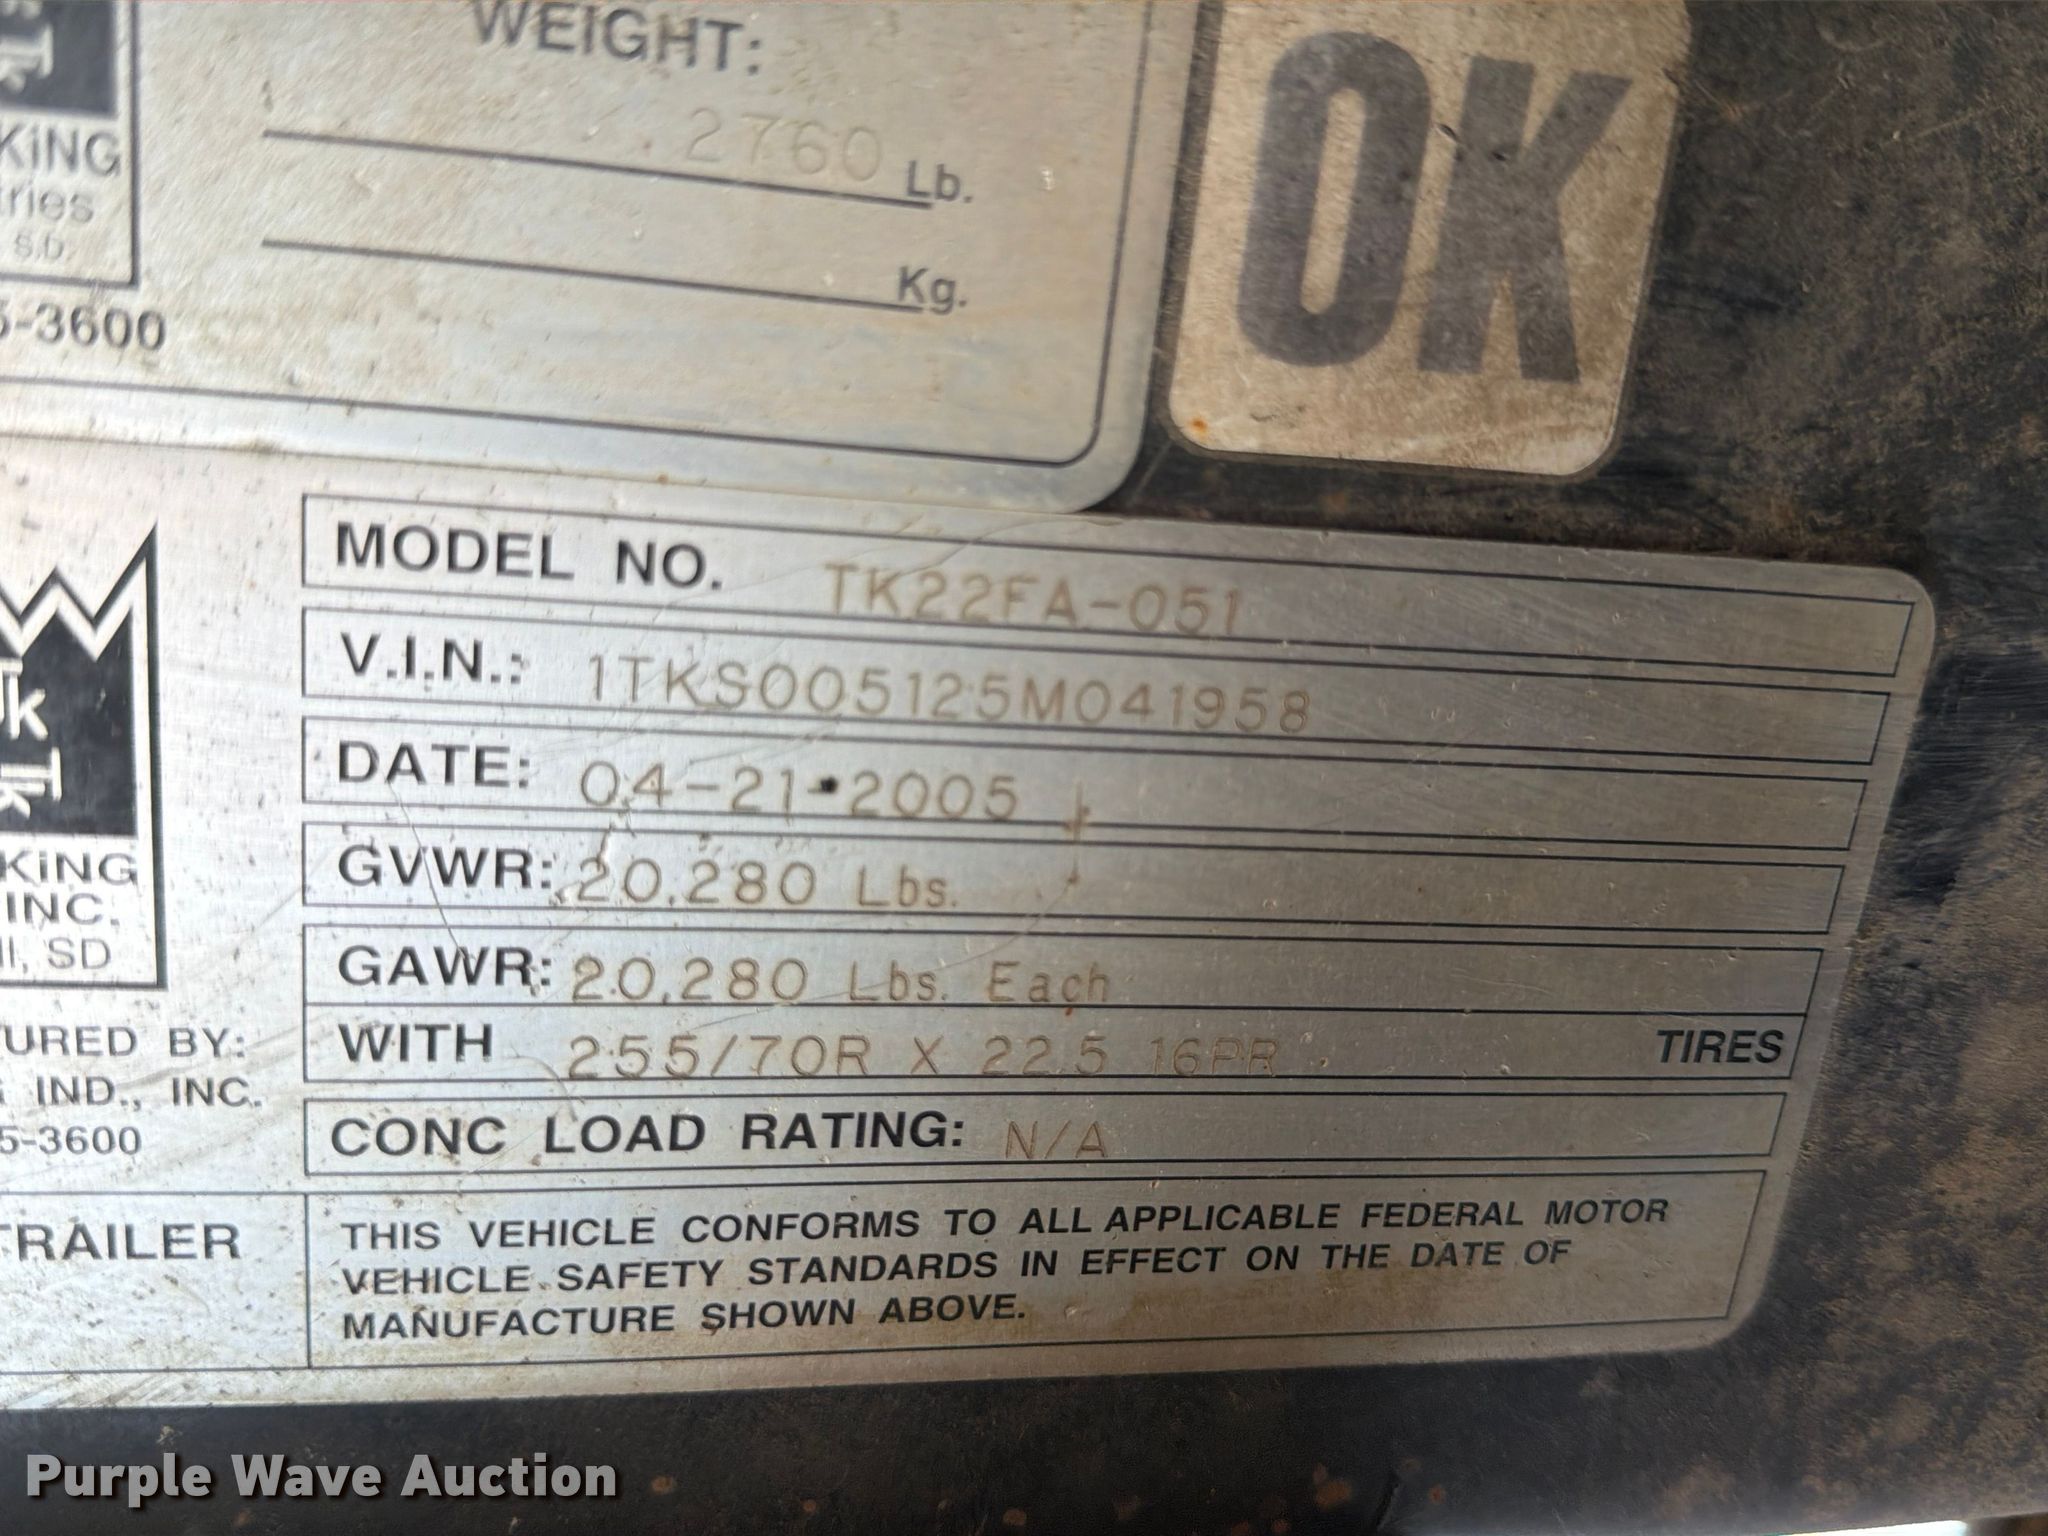 WEIGHT:
2760 Lb.
Kg.
KiNG
S.D.
5-3600
OK
MODEL NO. TK22FA-051
V.I.N.: 1TKS005125M041958
DATE: 04-21-2005
GVWR: 20,280 Lbs.
GAWR: 20,280 Lbs. Each
WITH 255/70R X 22.5 16PR TIRES
CONC LOAD RATING: N/A
THIS VEHICLE CONFORMS TO ALL APPLICABLE FEDERAL MOTOR
VEHICLE SAFETY STANDARDS IN EFFECT ON THE DATE OF
MANUFACTURE SHOWN ABOVE.
TK
TK
KiNG
INC.
SD
URED BY:
IND., INC.
5-3600
TRAILER
Purple Wave Auction